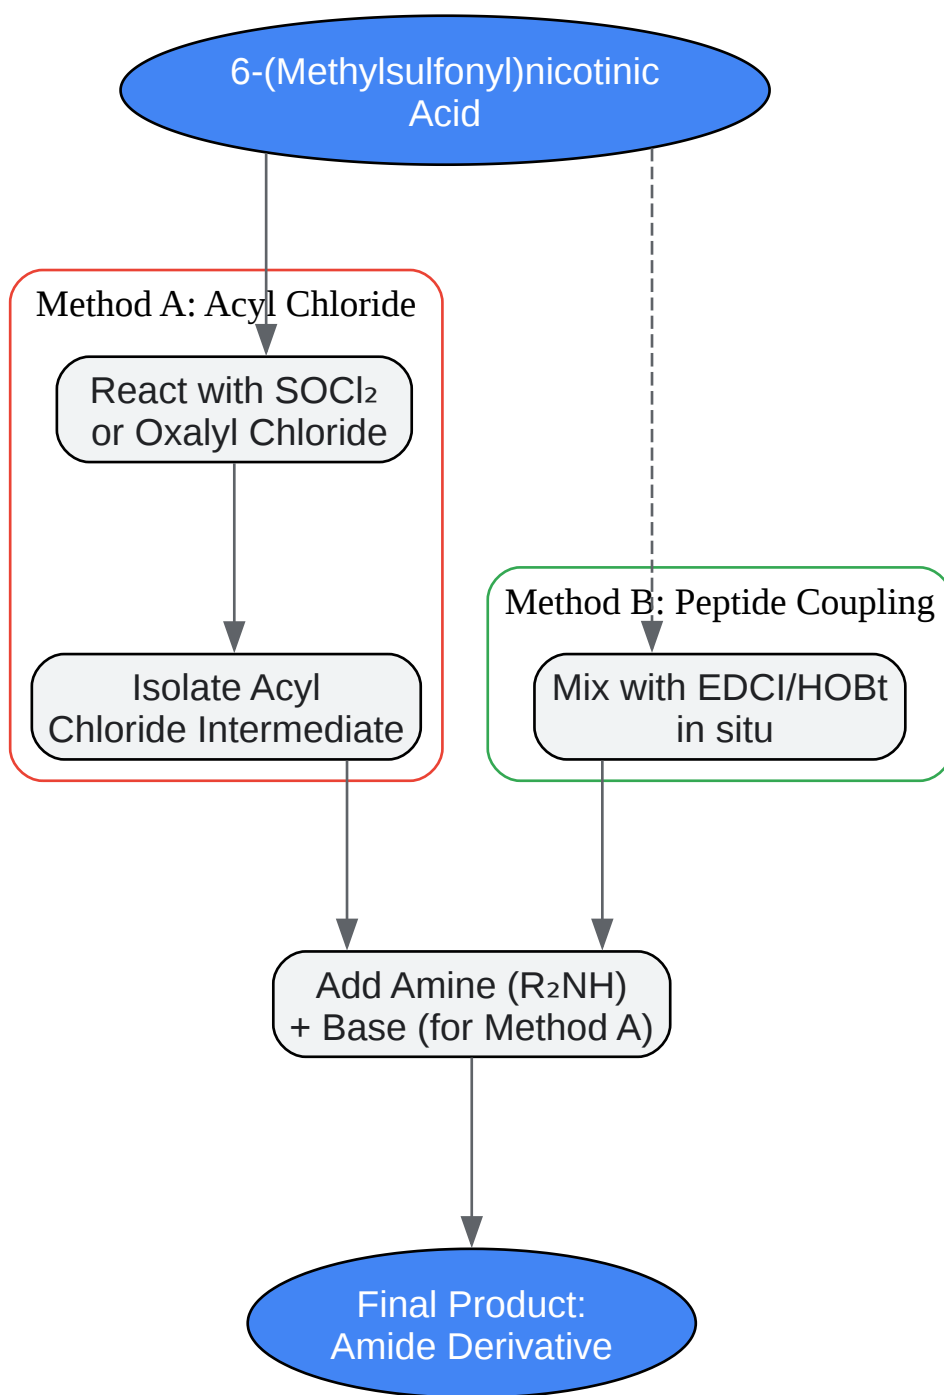 6-(Methylsulfonyl)nicotinic
Acid
Method A: Acyl Chloride
React with SOCl₂
or Oxalyl Chloride
Isolate Acyl
Chloride Intermediate
Method B: Peptide Coupling
Mix with EDCI/HOBt
in situ
Add Amine (R₂NH)
+ Base (for Method A)
Final Product:
Amide Derivative